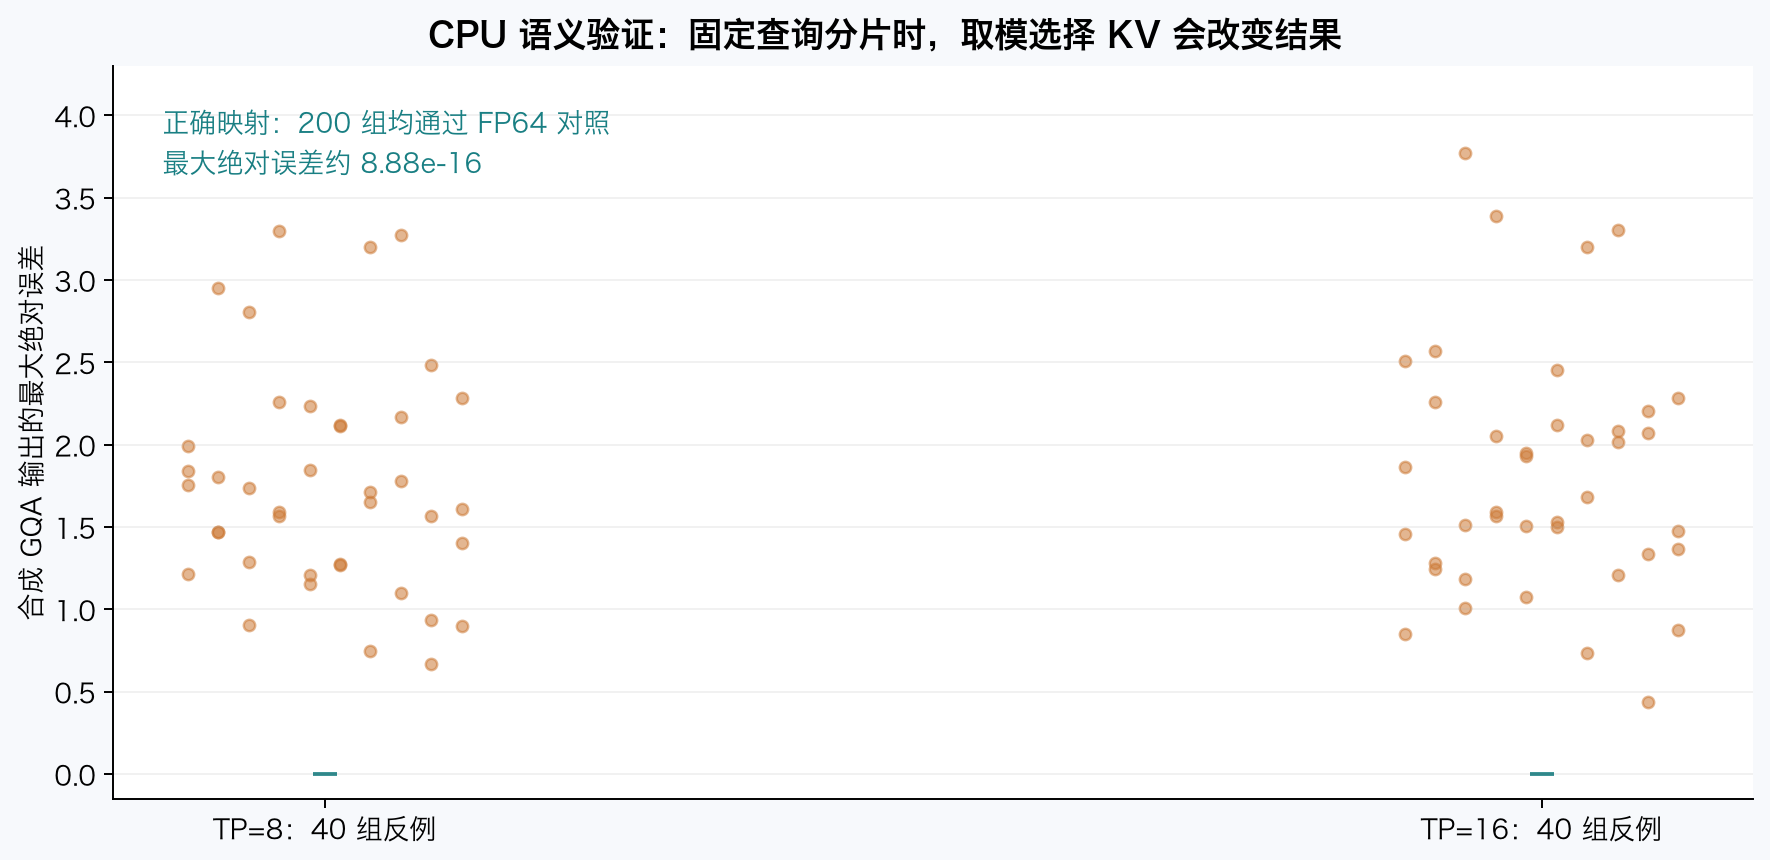 CPU 语义验证：固定查询分片时，取模选择 KV 会改变结果
正确映射：200 组均通过 FP64 对照
最大绝对误差约 8.88e-16
合成 GQA 输出的最大绝对误差
4.0
3.5
3.0
2.5
2.0
1.5
1.0
0.5
0.0
TP=8：40 组反例
TP=16：40 组反例